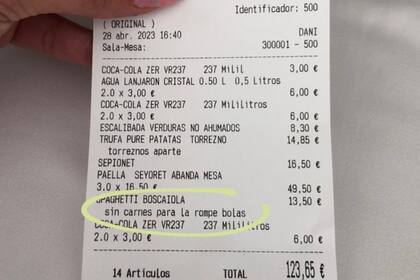 Identificador: 500
( ORIGINAL )
28 abr. 2023 16:40 DANI
Sala-Mesa: 300001 - 500
COCA-COLA ZER VR237 237 Milil 3,00 €
AGUA LANJARON CRISTAL 0.50 L 0,5 Litros
2.0 x 3,00 € 6,00 €
COCA-COLA ZER VR237 237 Mililitros
2.0 x 3,00 € 6,00 €
ESCALIBADA VERDURAS NO AHUMADOS 8,30 €
TRUFA PURE PATATAS TORREZNO 14,85 €
torreznos aparte
SEPIONET 16,50 €
PAELLA SEYORET ABANDA MESA
3.0 x 16,50 € 49,50 €
SPAGHETTI BOSCAIOLA 13,50 €
sin carnes para la rompe bolas
COCA-COLA ZER VR237 237 Mililitros
2.0 x 3,00 € 6,00 €
14 Artículos TOTAL 123,65 €